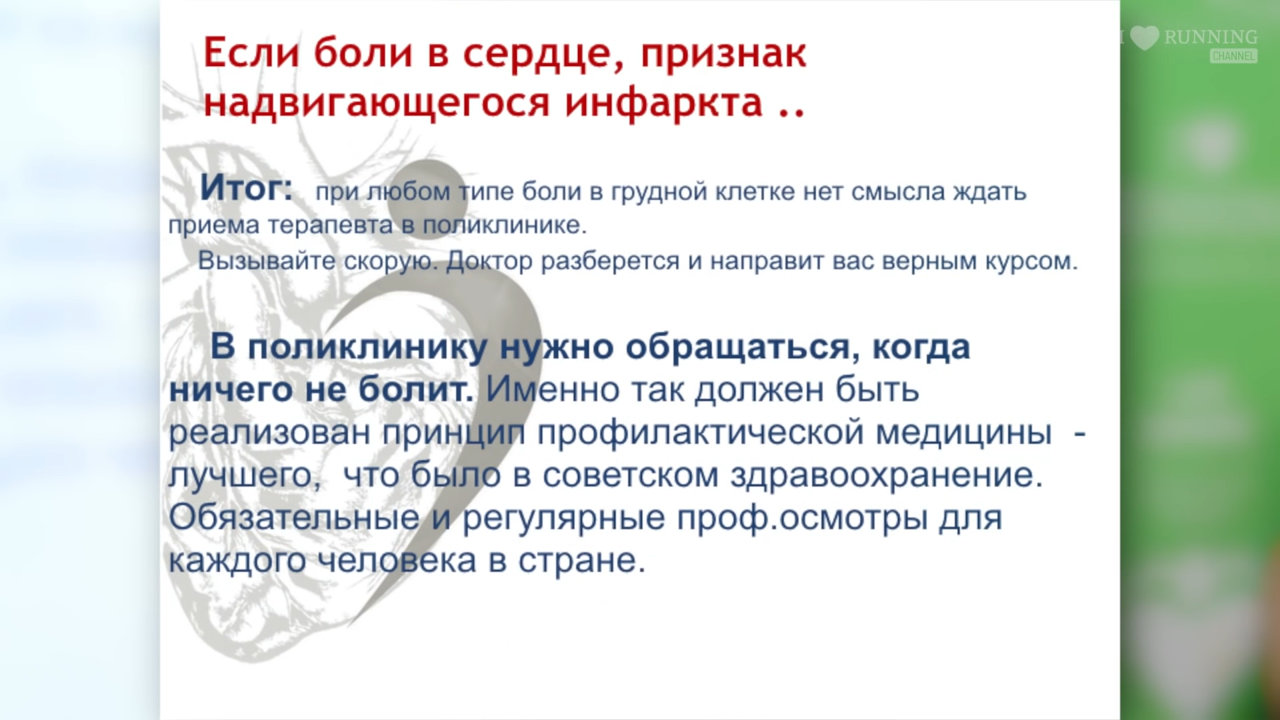 I RUNNING
CHANNEL
Если боли в сердце, признак
надвигающегося инфаркта ..
Итог: при любом типе боли в грудной клетке нет смысла ждать
приема терапевта в поликлинике.
Вызывайте скорую. Доктор разберется и направит вас верным курсом.
В поликлинику нужно обращаться, когда
ничего не болит. Именно так должен быть
реализован принцип профилактической медицины -
лучшего, что было в советском здравоохранение.
Обязательные и регулярные проф.осмотры для
каждого человека в стране.